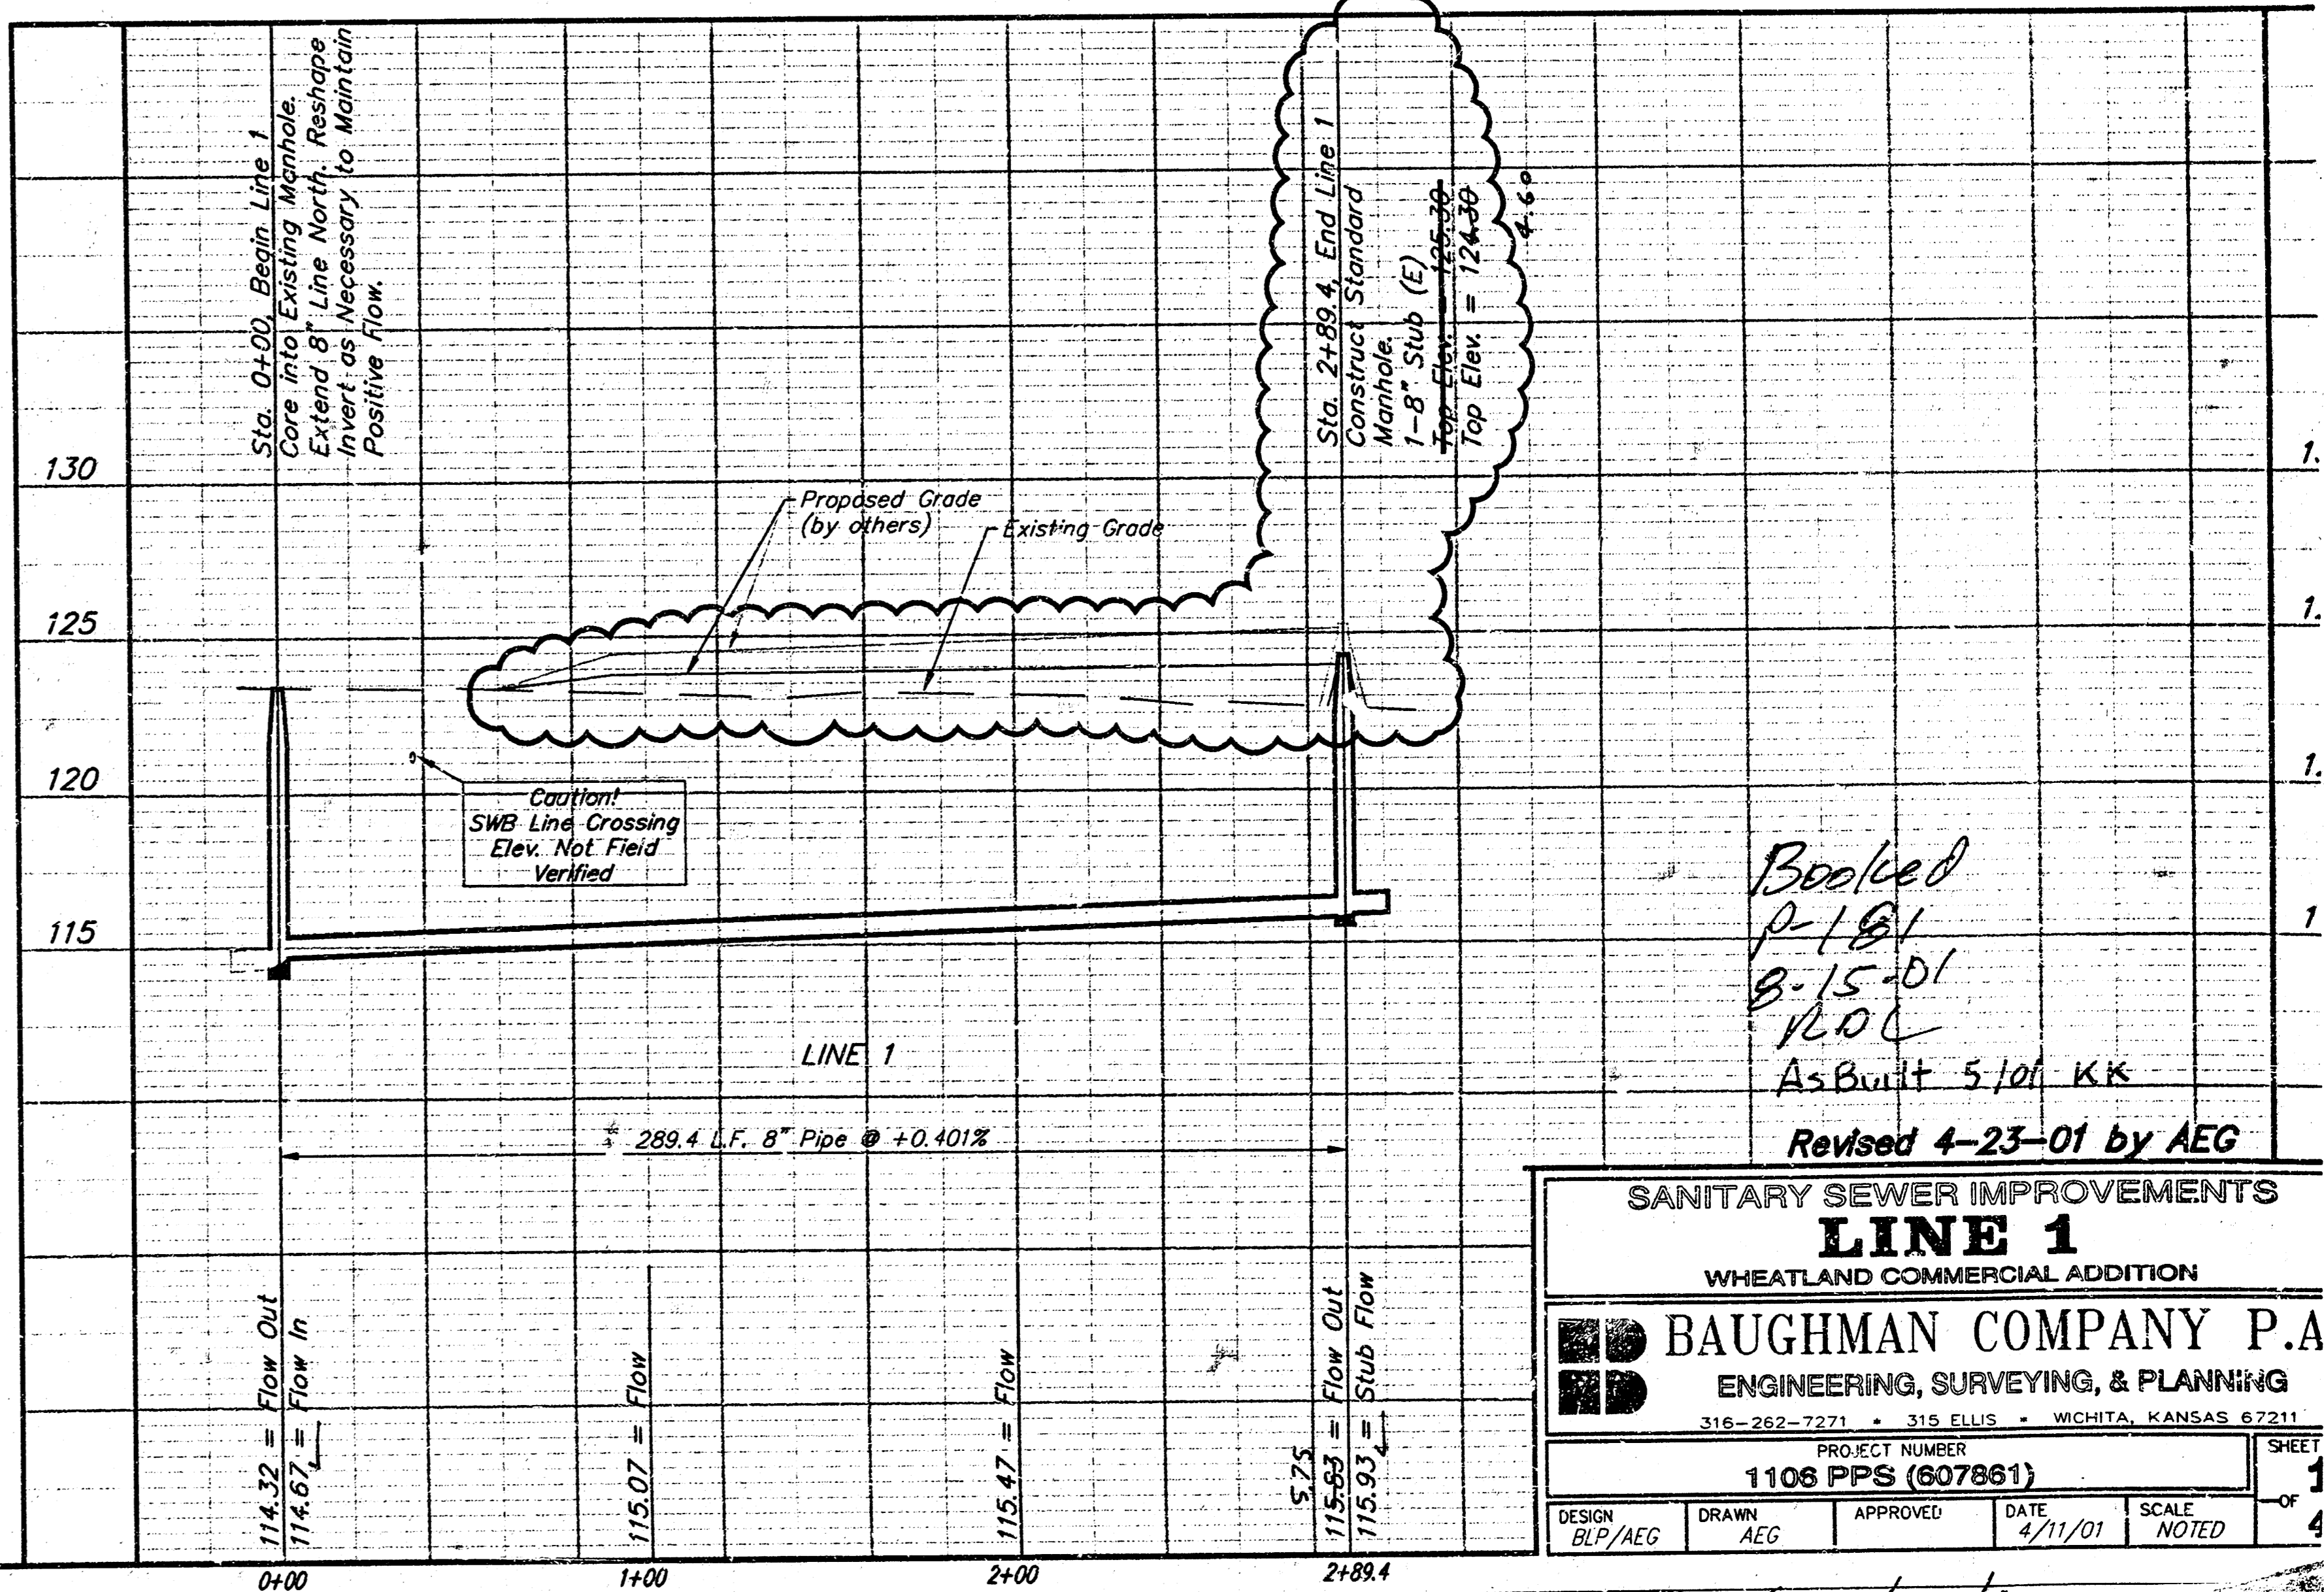 Sta. 0+00, Begin Line 1
Core into Existing Manhole.
Extend 8" Line North. Reshape
Invert as Necessary to Maintain
Positive Flow.
Sta. 2+89.4, End Line 1
Construct Standard
Manhole.
1-8" Stub (E)
Top Elev. = 125.30
Top Elev. = 124.30
4.60
130
125
120
115
Proposed Grade
(by others)
Existing Grade
Caution!
SWB Line Crossing
Elev. Not Field
Verified
LINE 1
289.4 L.F. 8" Pipe @ +0.401%
Booked
P-181
8-15-01
AsBuilt 5/01 KK
Revised 4-23-01 by AEG
114.32 = Flow Out
114.67 = Flow In
115.07 = Flow
115.47 = Flow
5.75
115.83 = Flow Out
115.93 = Stub Flow
0+00
1+00
2+00
2+89.4
SANITARY SEWER IMPROVEMENTS
LINE 1
WHEATLAND COMMERCIAL ADDITION
BAUGHMAN COMPANY P.A
ENGINEERING, SURVEYING, & PLANNING
316-262-7271 * 315 ELLIS * WICHITA, KANSAS 67211
PROJECT NUMBER
1106 PPS (607861)
SHEET
1
OF
4
DESIGN
BLP/AEG
DRAWN
AEG
APPROVED
DATE
4/11/01
SCALE
NOTED